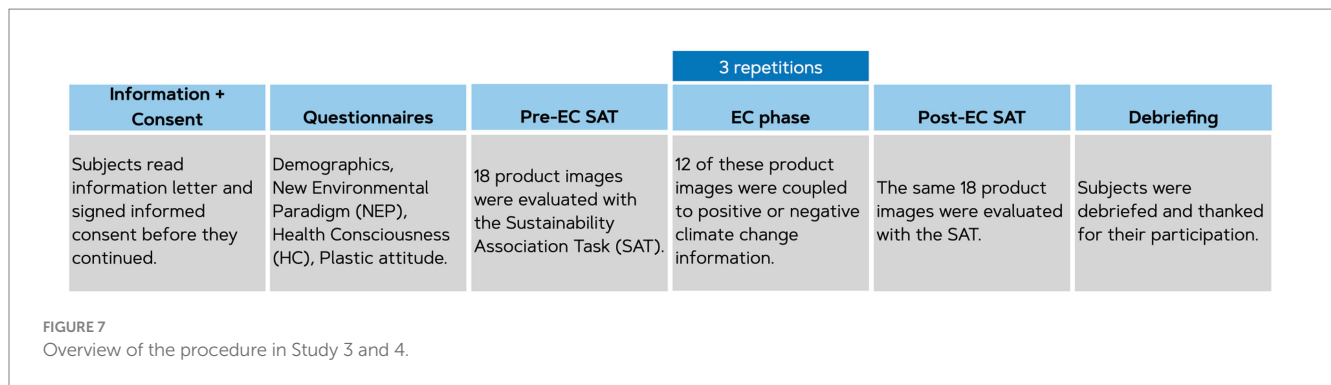 3 repetitions
Information +
Consent
Questionnaires
Pre-EC SAT
EC phase
Post-EC SAT
Debriefing
Subjects read
information letter and
signed informed
consent before they
continued.
Demographics,
New Environmental
Paradigm (NEP),
Health Consciousness
(HC), Plastic attitude.
18 product images
were evaluated with
the Sustainability
Association Task (SAT).
12 of these product
images were coupled
to positive or negative
climate change
information.
The same 18 product
images were evaluated
with the SAT.
Subjects were
debriefed and thanked
for their participation.
FIGURE 7
Overview of the procedure in Study 3 and 4.